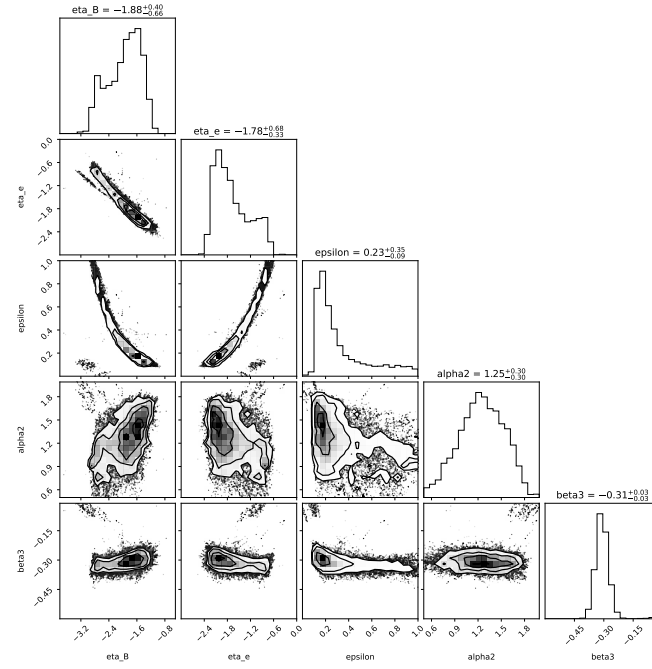 eta_B = −1.88+0.40−0.66
eta_e = −1.78+0.68−0.33
0.0
−0.6
−1.2
−1.8
−2.4
eta_e
epsilon = 0.23+0.35−0.09
1.0
0.8
0.6
0.4
0.2
epsilon
alpha2 = 1.25+0.30−0.30
1.8
1.5
1.2
0.9
0.6
alpha2
beta3 = −0.31+0.03−0.03
−0.15
−0.30
−0.45
beta3
−3.2 −2.4 −1.6 −0.8 −2.4 −1.8 −1.2 −0.6 0.0 0.2 0.4 0.6 0.8 1.0 0.6 0.9 1.2 1.5 1.8 −0.45 −0.30 −0.15
eta_B eta_e epsilon alpha2 beta3